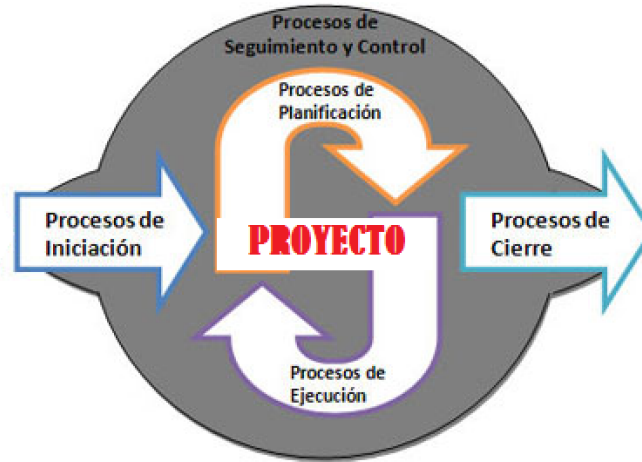 Procesos de
Seguimiento y Control
Procesos de
Planificación
Procesos de
Iniciación
PROYECTO
Procesos de
Cierre
Procesos de
Ejecución